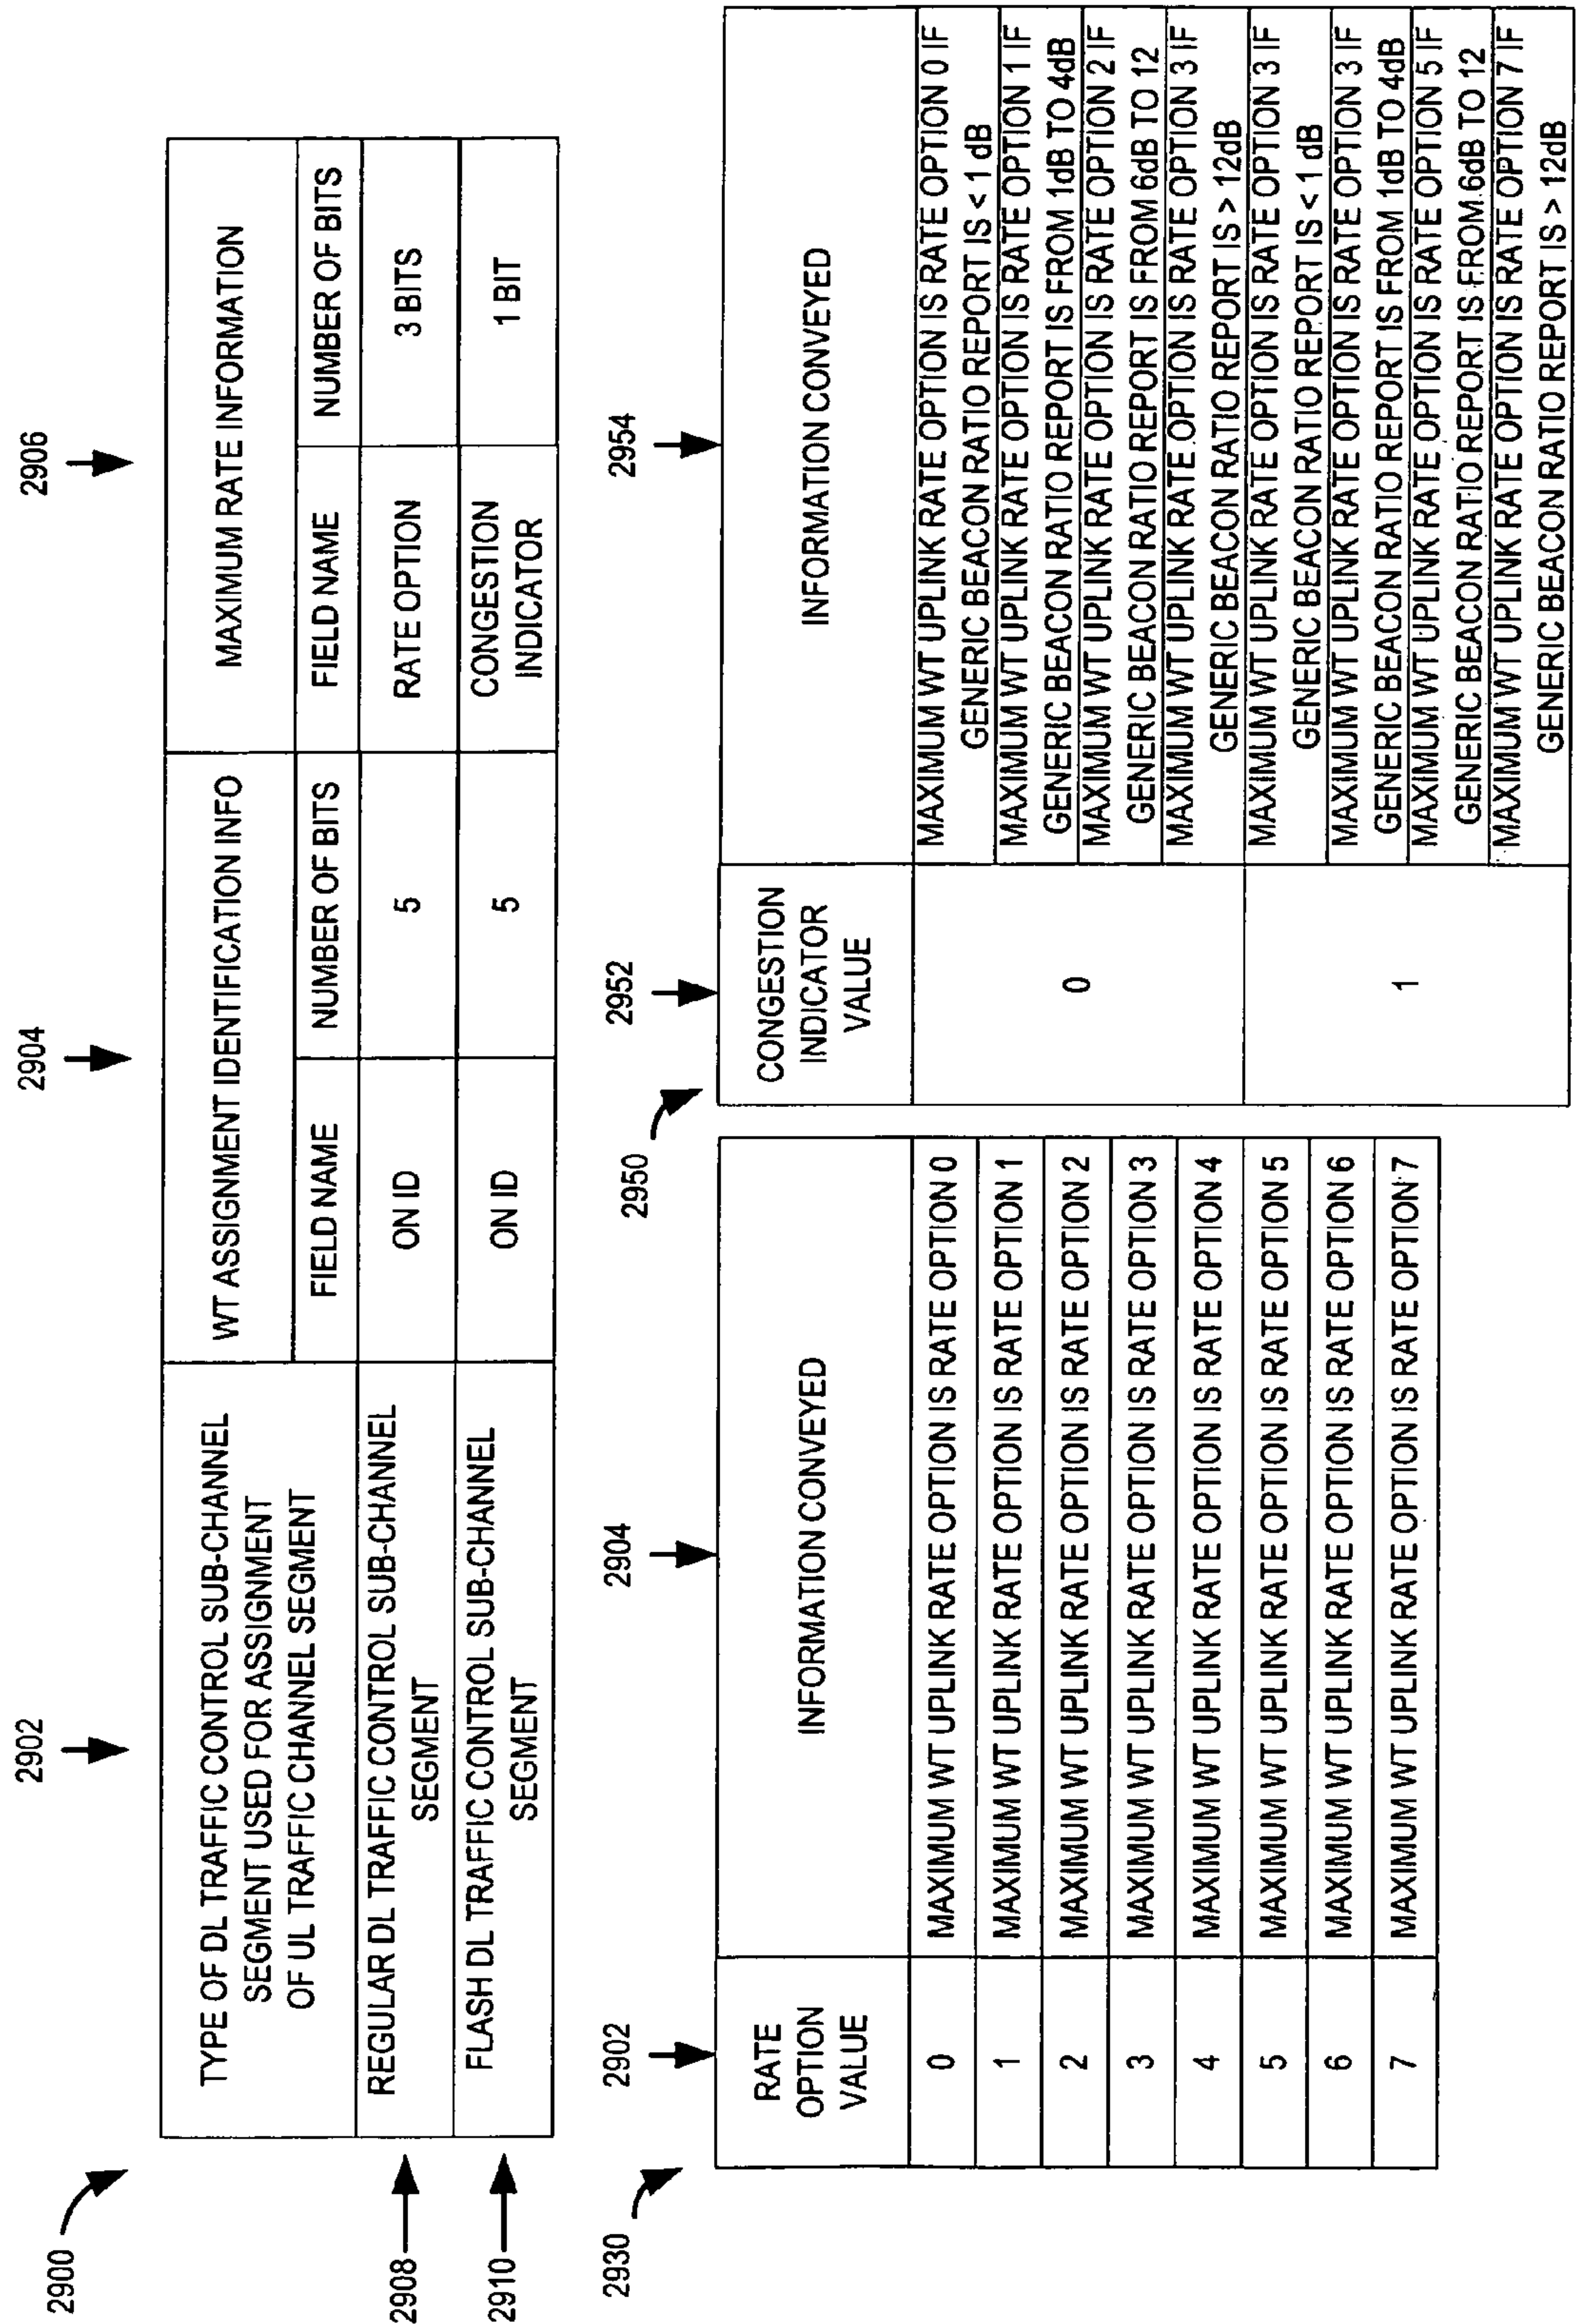 2900
2902
2904
2906
TYPE OF DL TRAFFIC CONTROL SUB-CHANNEL
SEGMENT USED FOR ASSIGNMENT
OF UL TRAFFIC CHANNEL SEGMENT
WT ASSIGNMENT IDENTIFICATION INFO
MAXIMUM RATE INFORMATION
FIELD NAME
NUMBER OF BITS
FIELD NAME
NUMBER OF BITS
2908
REGULAR DL TRAFFIC CONTROL SUB-CHANNEL
SEGMENT
ON ID
5
RATE OPTION
3 BITS
2910
FLASH DL TRAFFIC CONTROL SUB-CHANNEL
SEGMENT
ON ID
5
CONGESTION
INDICATOR
1 BIT
2930
2902
2904
RATE
OPTION
VALUE
INFORMATION CONVEYED
0
MAXIMUM WT UPLINK RATE OPTION IS RATE OPTION 0
1
MAXIMUM WT UPLINK RATE OPTION IS RATE OPTION 1
2
MAXIMUM WT UPLINK RATE OPTION IS RATE OPTION 2
3
MAXIMUM WT UPLINK RATE OPTION IS RATE OPTION 3
4
MAXIMUM WT UPLINK RATE OPTION IS RATE OPTION 4
5
MAXIMUM WT UPLINK RATE OPTION IS RATE OPTION 5
6
MAXIMUM WT UPLINK RATE OPTION IS RATE OPTION 6
7
MAXIMUM WT UPLINK RATE OPTION IS RATE OPTION 7
2950
2952
2954
CONGESTION
INDICATOR
VALUE
INFORMATION CONVEYED
0
MAXIMUM WT UPLINK RATE OPTION IS RATE OPTION 0 IF
GENERIC BEACON RATIO REPORT IS < 1 dB
MAXIMUM WT UPLINK RATE OPTION IS RATE OPTION 1 IF
GENERIC BEACON RATIO REPORT IS FROM 1dB TO 4dB
MAXIMUM WT UPLINK RATE OPTION IS RATE OPTION 2 IF
GENERIC BEACON RATIO REPORT IS FROM 6dB TO 12
MAXIMUM WT UPLINK RATE OPTION IS RATE OPTION 3 IF
GENERIC BEACON RATIO REPORT IS > 12dB
1
MAXIMUM WT UPLINK RATE OPTION IS RATE OPTION 3 IF
GENERIC BEACON RATIO REPORT IS < 1 dB
MAXIMUM WT UPLINK RATE OPTION IS RATE OPTION 3 IF
GENERIC BEACON RATIO REPORT IS FROM 1dB TO 4dB
MAXIMUM WT UPLINK RATE OPTION IS RATE OPTION 5 IF
GENERIC BEACON RATIO REPORT IS FROM 6dB TO 12
MAXIMUM WT UPLINK RATE OPTION IS RATE OPTION 7 IF
GENERIC BEACON RATIO REPORT IS > 12dB